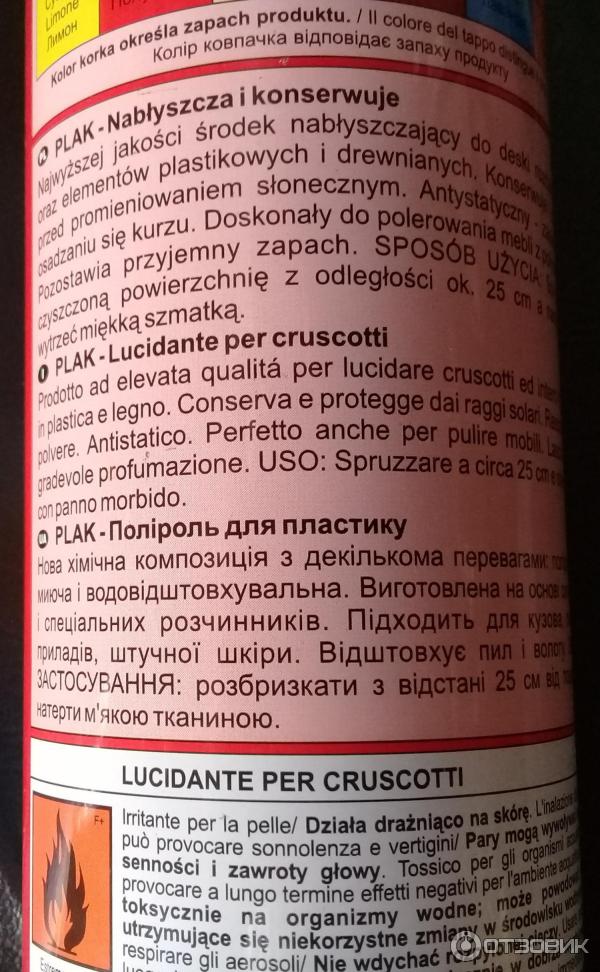 Limone
Лимон
Kolor korka określa zapach produktu. / Il colore del tappo
Колір ковпачка відповідає запаху продукту
PL PLAK - Nabłyszcza i konserwuje
Najwyższej jakości środek nabłyszczający do deski
oraz elementów plastikowych i drewnianych.
przed promieniowaniem słonecznym. Antystatyczny -
osadzaniu się kurzu. Doskonały do polerowania mebli z
Pozostawia przyjemny zapach. SPOSÓB UŻYCIA:
czyszczoną powierzchnię z odległości ok. 25 cm a
wytrzeć miękką szmatką.
I PLAK - Lucidante per cruscotti
Prodotto ad elevata qualitá per lucidare cruscotti ed
in plastica e legno. Conserva e protegge dai raggi solari.
polvere. Antistatico. Perfetto anche per pulire mobili.
gradevole profumazione. USO: Spruzzare a circa 25 cm e
con panno morbido.
PLAK - Поліроль для пластику
Нова хімічна композиція з декількома перевагами:
миюча і водовідштовхувальна. Виготовлена на основі
і спеціальних розчинників. Підходить для кузова,
приладів, штучної шкіри. Відштовхує пил і вологу
ЗАСТОСУВАННЯ: розбризкати з відстані 25 см від
натерти м'якою тканиною.
LUCIDANTE PER CRUSCOTTI
F+
Irritante per la pelle/ Działa drażniąco na skórę. L'inalazione
può provocare sonnolenza e vertigini/ Pary mogą wywoływać
senności i zawroty głowy. Tossico per gli organismi
provocare a lungo termine effetti negativi per l'ambiente
toksycznie na organizmy wodne; może powodować
utrzymujące się niekorzystne zmiany w środowisku
respirare gli aerosoli/ Nie wdychać
ОТЗОВИК